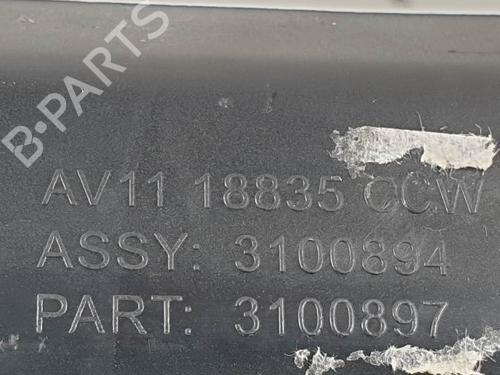 B-PARTS
AV11 18835 CCW
ASSY: 3100894
PART: 3100897